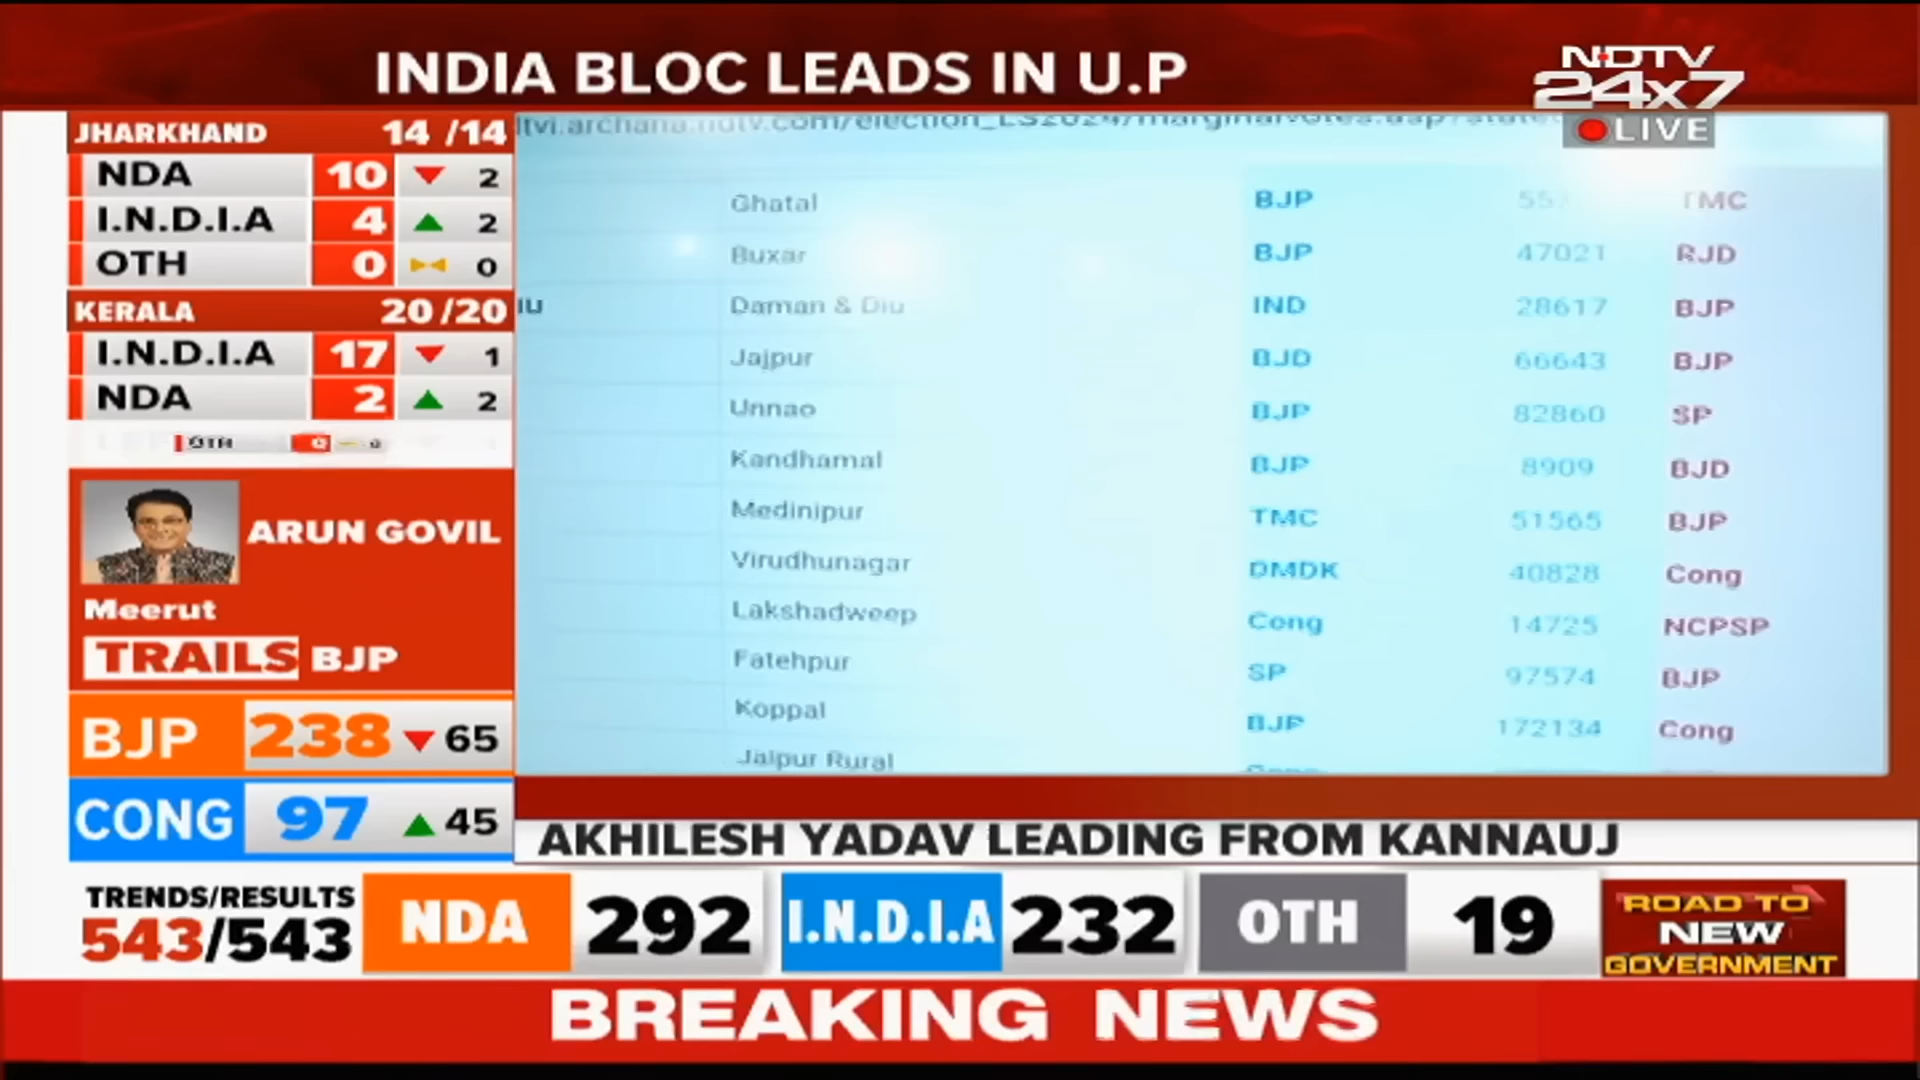 INDIA BLOC LEADS IN U.P
NDTV
24x7
LIVE
JHARKHAND 14 /14
NDA 10 2
I.N.D.I.A 4 2
OTH 0 0
KERALA 20 /20
I.N.D.I.A 17 1
NDA 2 2
OTH 0 0
ARUN GOVIL
Meerut
TRAILS BJP
BJP 238 65
CONG 97 45
Ghatal BJP TMC
Buxar BJP 47021 RJD
IU Daman & Diu IND 28617 BJP
Jajpur BJD 66643 BJP
Unnao BJP 82860 SP
Kandhamal BJP 8909 BJD
Medinipur TMC 51565 BJP
Virudhunagar DMDK 40828 Cong
Lakshadweep Cong 14725 NCPSP
Fatehpur SP 97574 BJP
Koppal BJP 172134 Cong
Jaipur Rural
AKHILESH YADAV LEADING FROM KANNAUJ
TRENDS/RESULTS
543/543
NDA 292 I.N.D.I.A 232 OTH 19
ROAD TO
NEW
GOVERNMENT
BREAKING NEWS